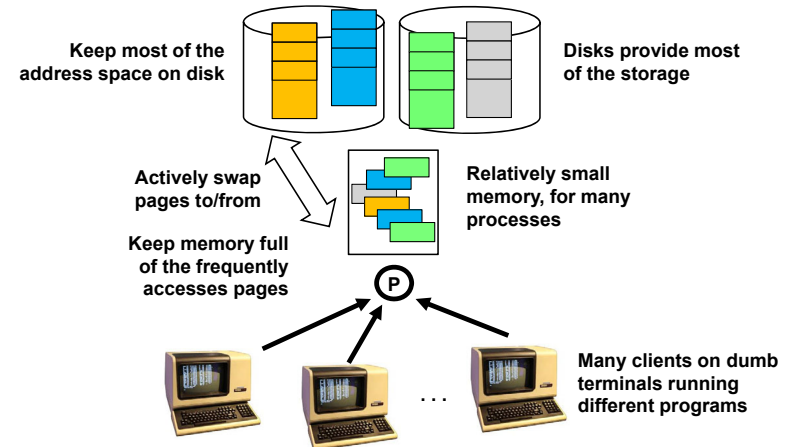 Keep most of the
address space on disk
Disks provide most
of the storage
Actively swap
pages to/from
Relatively small
memory, for many
processes
Keep memory full
of the frequently
accesses pages
P
. . .
Many clients on dumb
terminals running
different programs